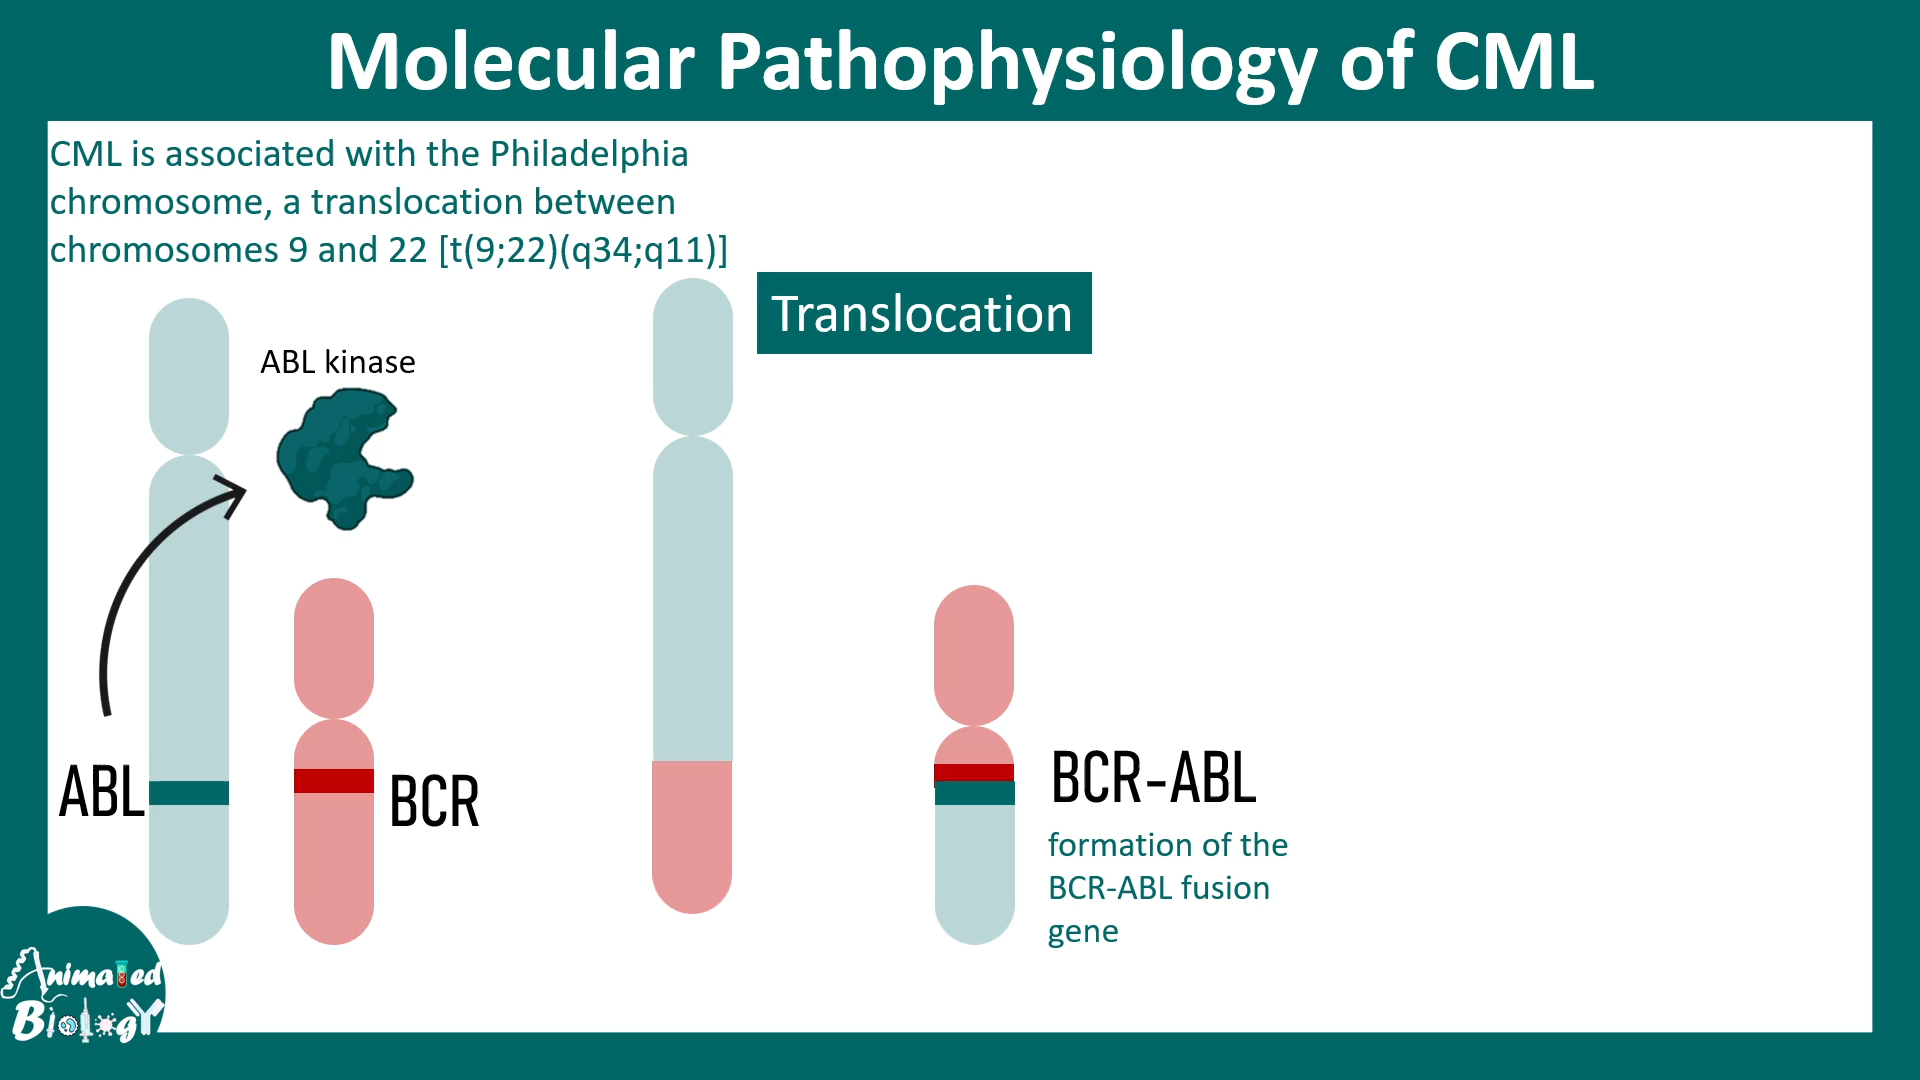 Molecular Pathophysiology of CML
CML is associated with the Philadelphia
chromosome, a translocation between
chromosomes 9 and 22 [t(9;22)(q34;q11)]
Translocation
ABL kinase
ABL
BCR
BCR-ABL
formation of the
BCR-ABL fusion
gene
Animated
Biology